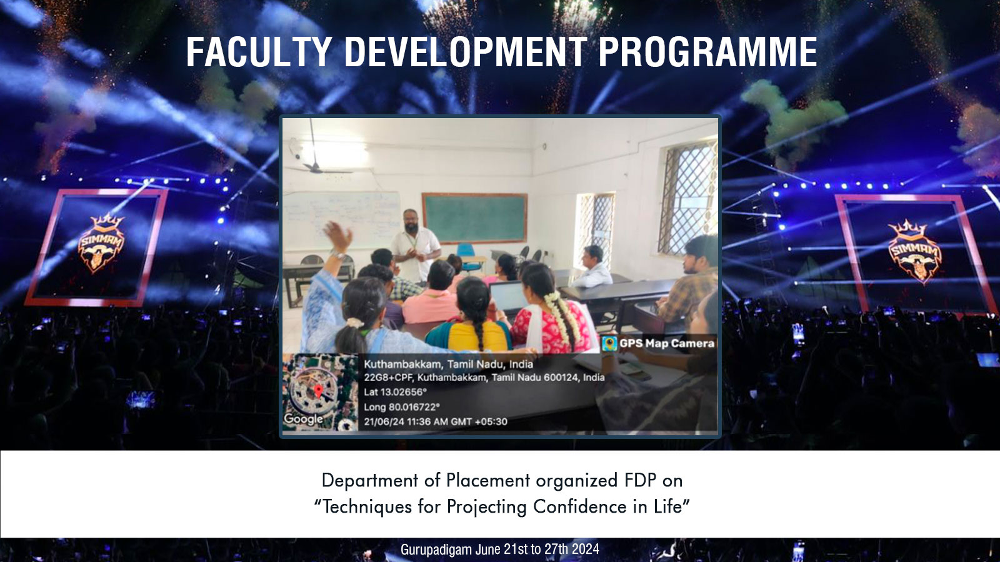 FACULTY DEVELOPMENT PROGRAMME
SIMMAM
SIMMAM
GPS Map Camera
Kuthambakkam, Tamil Nadu, India
22G8+CPF, Kuthambakkam, Tamil Nadu 600124, India
Lat 13.02656°
Long 80.016722°
21/06/24 11:36 AM GMT +05:30
Google
Department of Placement organized FDP on
“Techniques for Projecting Confidence in Life”
Gurupadigam June 21st to 27th 2024